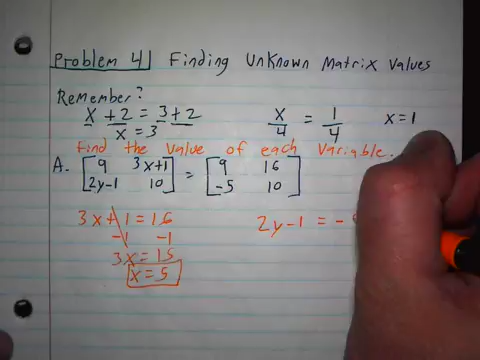 Problem 4 Finding Unknown Matrix Values
Remember?
x + 2 = 3 + 2
x = 3
x/4 = 1/4
x = 1
find the value of each variable.
A. [9 3x+1 = [9 16
2y-1 10] -5 10]
3x + 1 = 16
-1 -1
3x = 15
x = 5
2y - 1 = -